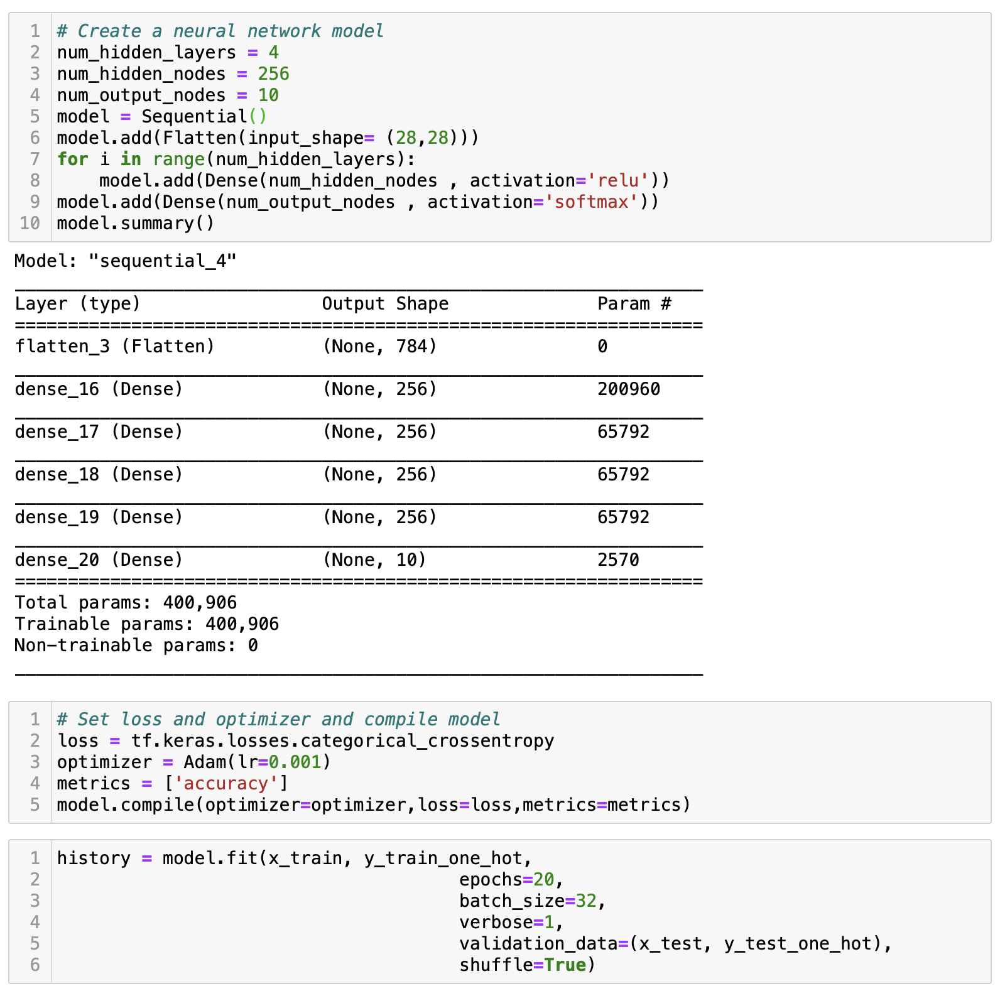 1 # Create a neural network model
2 num_hidden_layers = 4
3 num_hidden_nodes = 256
4 num_output_nodes = 10
5 model = Sequential()
6 model.add(Flatten(input_shape= (28,28)))
7 for i in range(num_hidden_layers):
8     model.add(Dense(num_hidden_nodes , activation='relu'))
9 model.add(Dense(num_output_nodes , activation='softmax'))
10 model.summary()
Model: "sequential_4"
_________________________________________________________________
Layer (type)                 Output Shape              Param #
=================================================================
flatten_3 (Flatten)          (None, 784)               0
_________________________________________________________________
dense_16 (Dense)             (None, 256)               200960
_________________________________________________________________
dense_17 (Dense)             (None, 256)               65792
_________________________________________________________________
dense_18 (Dense)             (None, 256)               65792
_________________________________________________________________
dense_19 (Dense)             (None, 256)               65792
_________________________________________________________________
dense_20 (Dense)             (None, 10)                2570
=================================================================
Total params: 400,906
Trainable params: 400,906
Non-trainable params: 0
_________________________________________________________________
1 # Set loss and optimizer and compile model
2 loss = tf.keras.losses.categorical_crossentropy
3 optimizer = Adam(lr=0.001)
4 metrics = ['accuracy']
5 model.compile(optimizer=optimizer,loss=loss,metrics=metrics)
1 history = model.fit(x_train, y_train_one_hot,
2                                       epochs=20,
3                                       batch_size=32,
4                                       verbose=1,
5                                       validation_data=(x_test, y_test_one_hot),
6                                       shuffle=True)